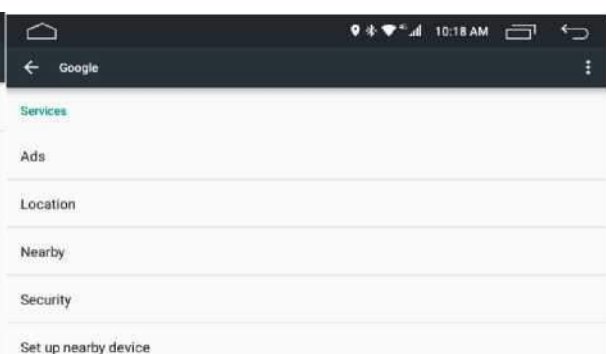 10:18 AM
Google
Services
Ads
Location
Nearby
Security
Set up nearby device